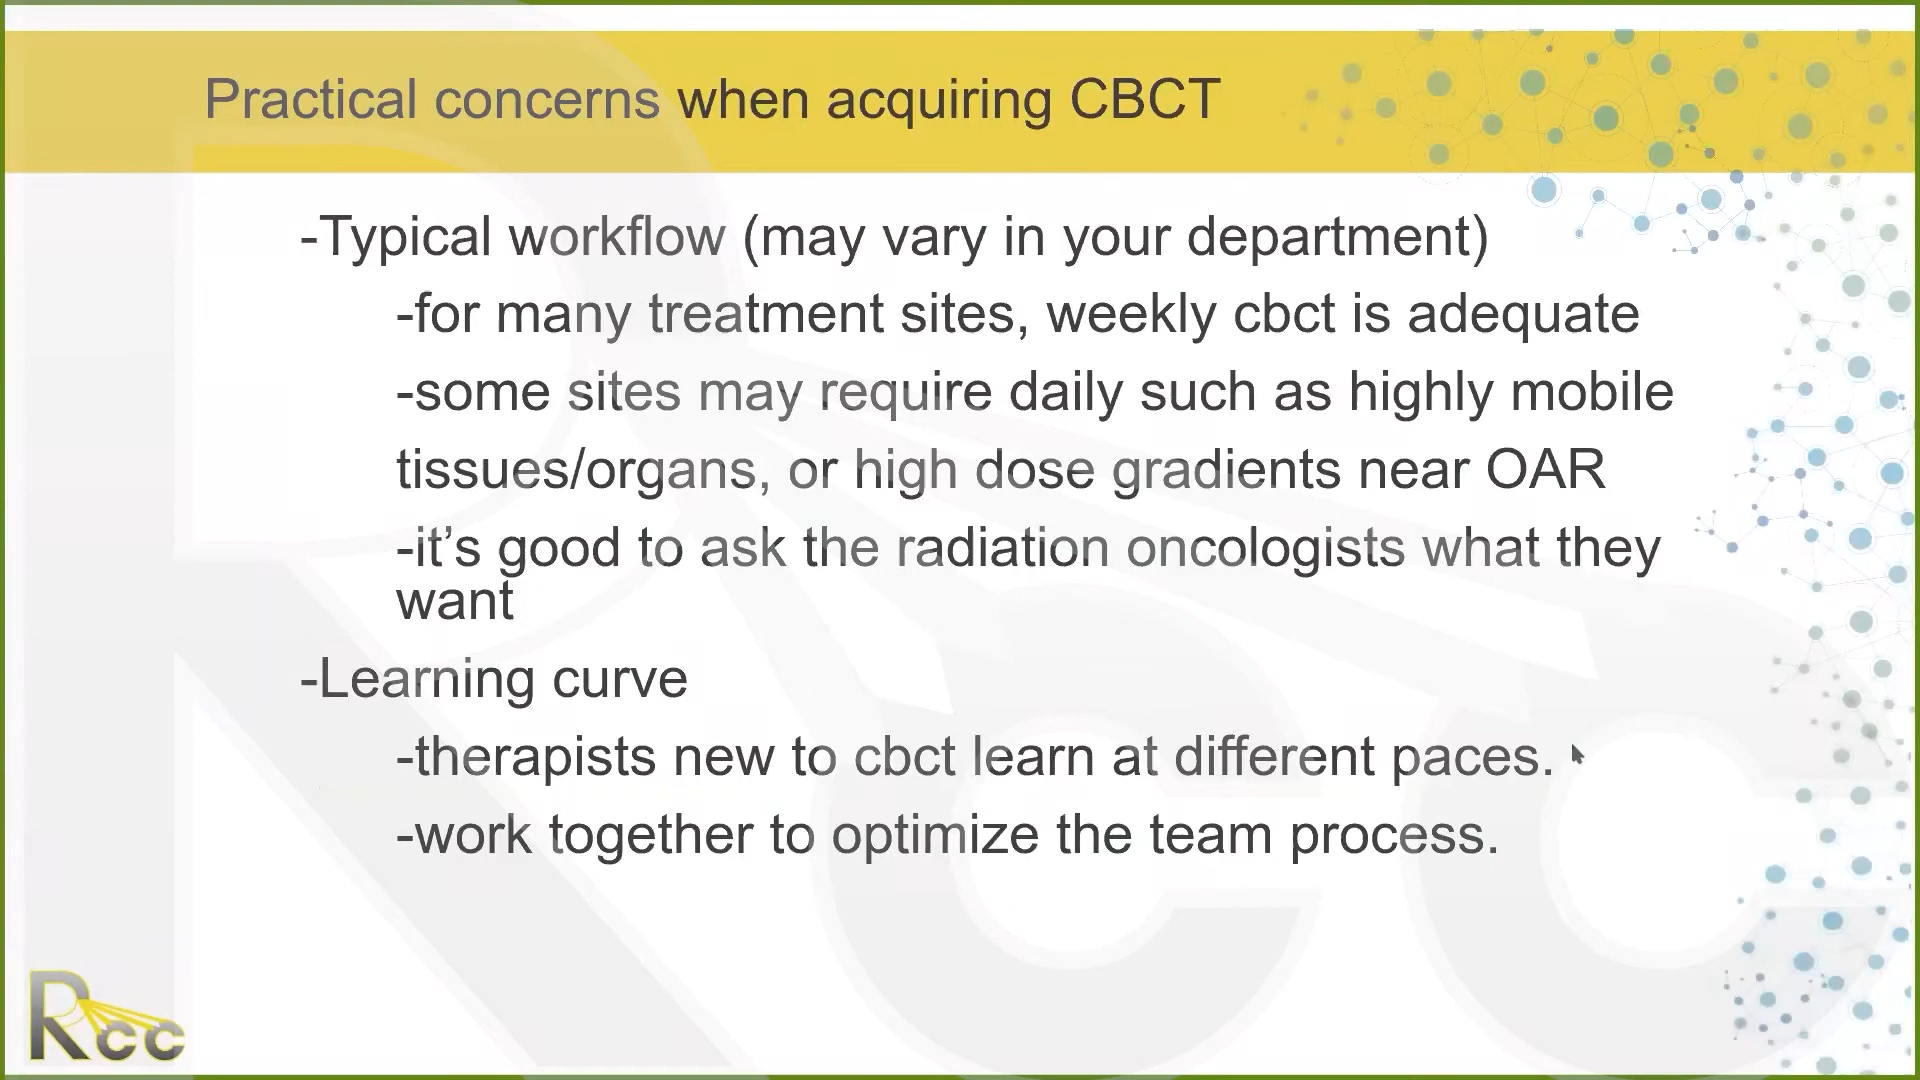 Practical concerns when acquiring CBCT
-Typical workflow (may vary in your department)
-for many treatment sites, weekly cbct is adequate
-some sites may require daily such as highly mobile
tissues/organs, or high dose gradients near OAR
-it’s good to ask the radiation oncologists what they
want
-Learning curve
-therapists new to cbct learn at different paces.
-work together to optimize the team process.
Rcc